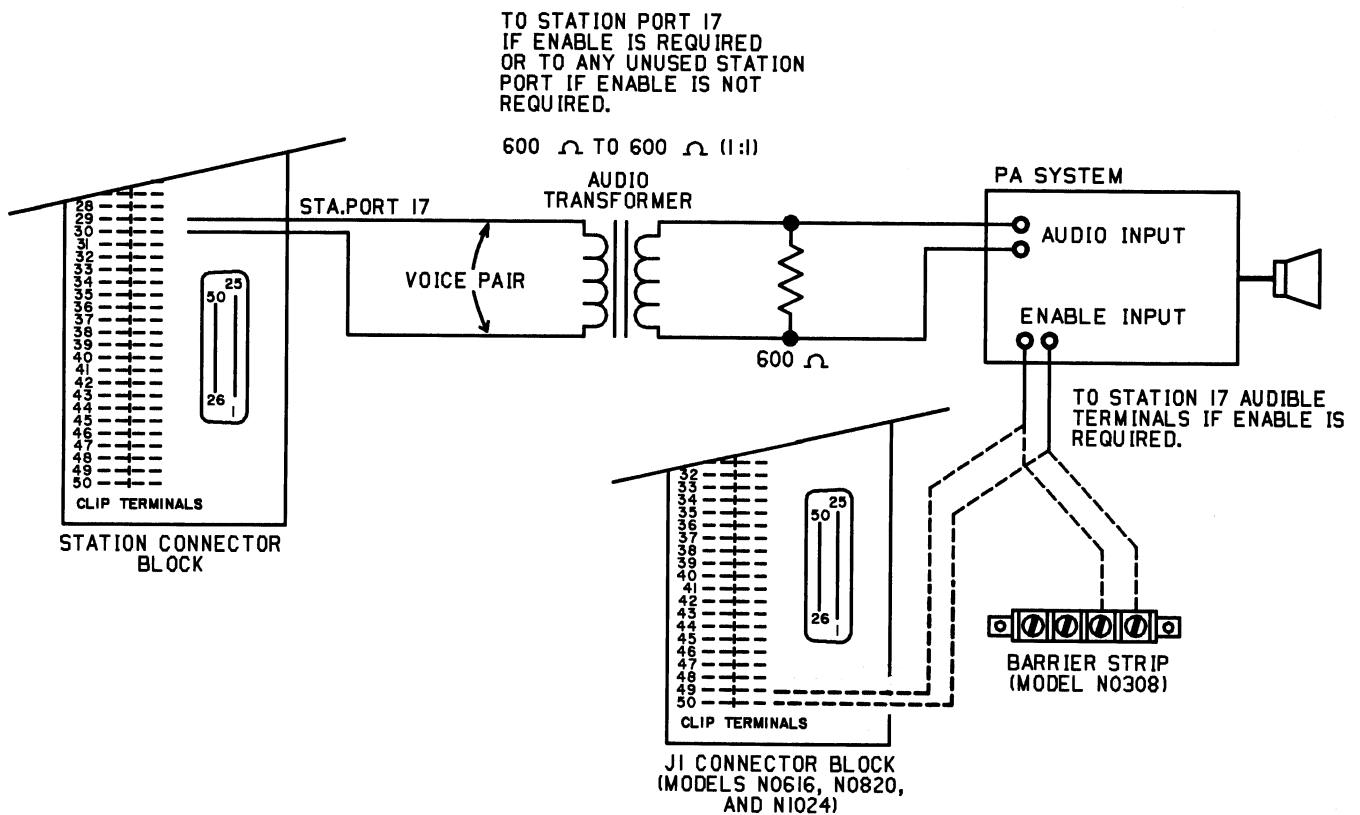 TO STATION PORT 17
IF ENABLE IS REQUIRED
OR TO ANY UNUSED STATION
PORT IF ENABLE IS NOT
REQUIRED.
600 Ω TO 600 Ω (1:1)
AUDIO
TRANSFORMER
PA SYSTEM
STA.PORT 17
VOICE PAIR
AUDIO INPUT
ENABLE INPUT
600 Ω
28
29
30
31
32
33
34
35
36
37
38
39
40
41
42
43
44
45
46
47
48
49
50
25
50
26
1
CLIP TERMINALS
STATION CONNECTOR
BLOCK
TO STATION 17 AUDIBLE
TERMINALS IF ENABLE IS
REQUIRED.
32
33
34
35
36
37
38
39
40
41
42
43
44
45
46
47
48
49
50
25
50
26
1
CLIP TERMINALS
J1 CONNECTOR BLOCK
(MODELS N0616, N0820,
AND N1024)
BARRIER STRIP
(MODEL N0308)